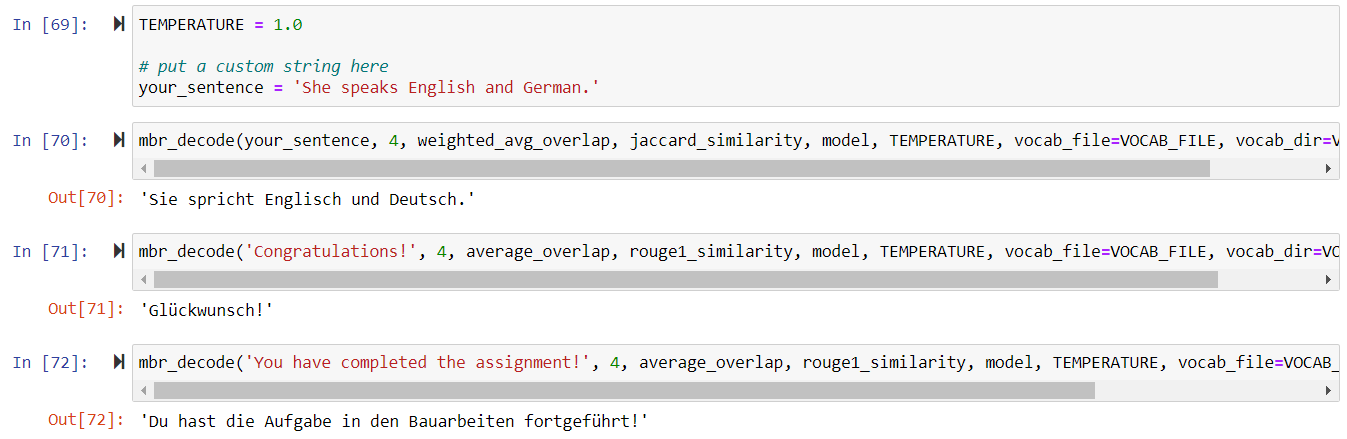 In [69]: TEMPERATURE = 1.0
# put a custom string here
your_sentence = 'She speaks English and German.'
In [70]: mbr_decode(your_sentence, 4, weighted_avg_overlap, jaccard_similarity, model, TEMPERATURE, vocab_file=VOCAB_FILE, vocab_dir=V
Out[70]: 'Sie spricht Englisch und Deutsch.'
In [71]: mbr_decode('Congratulations!', 4, average_overlap, rouge1_similarity, model, TEMPERATURE, vocab_file=VOCAB_FILE, vocab_dir=VO
Out[71]: 'Glückwunsch!'
In [72]: mbr_decode('You have completed the assignment!', 4, average_overlap, rouge1_similarity, model, TEMPERATURE, vocab_file=VOCAB_
Out[72]: 'Du hast die Aufgabe in den Bauarbeiten fortgeführt!'